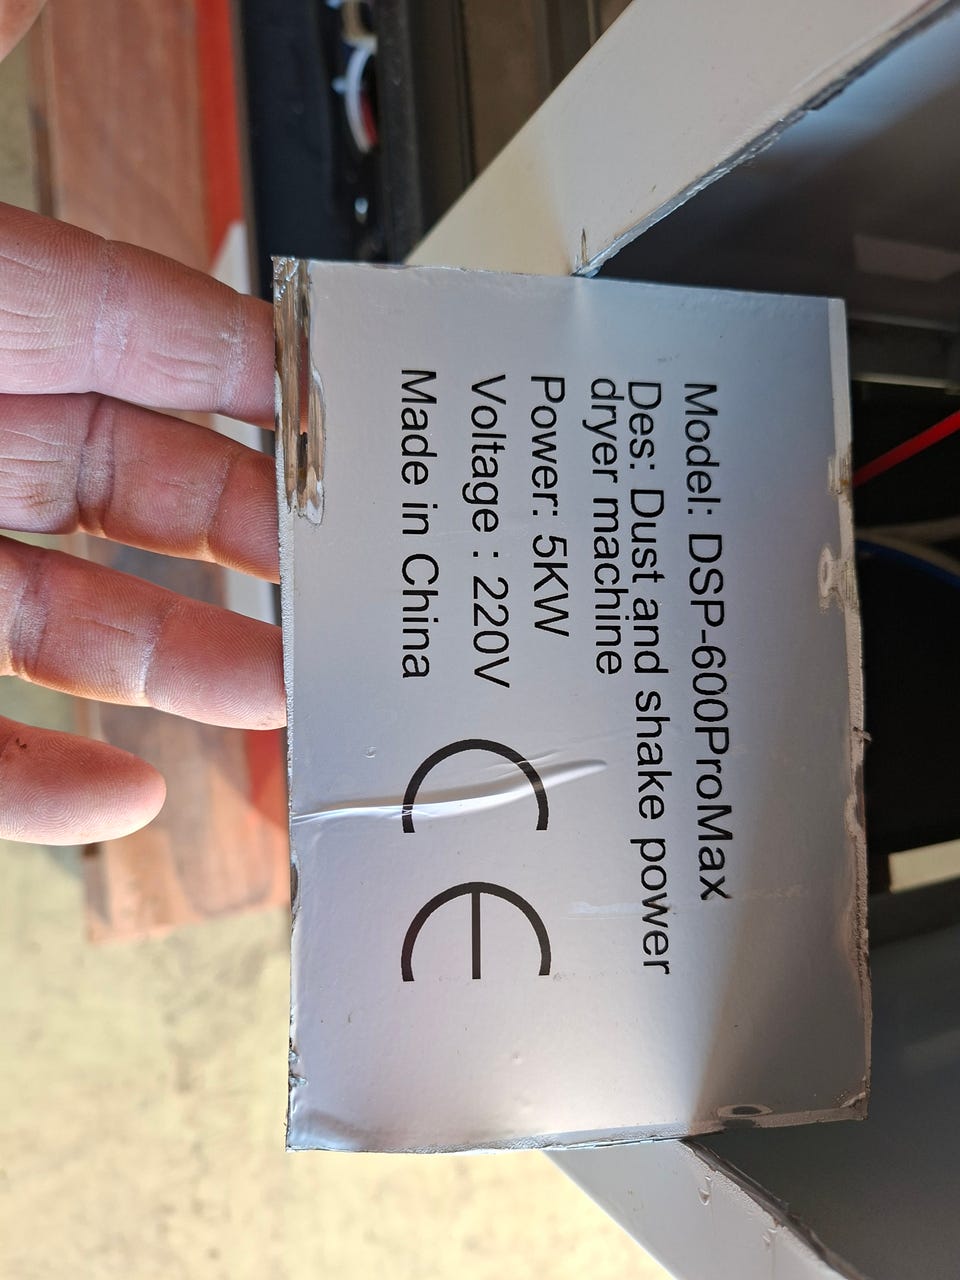 Model: DSP-600ProMax
Des: Dust and shake power
dryer machine
Power: 5KW
Voltage : 220V
Made in China
CE